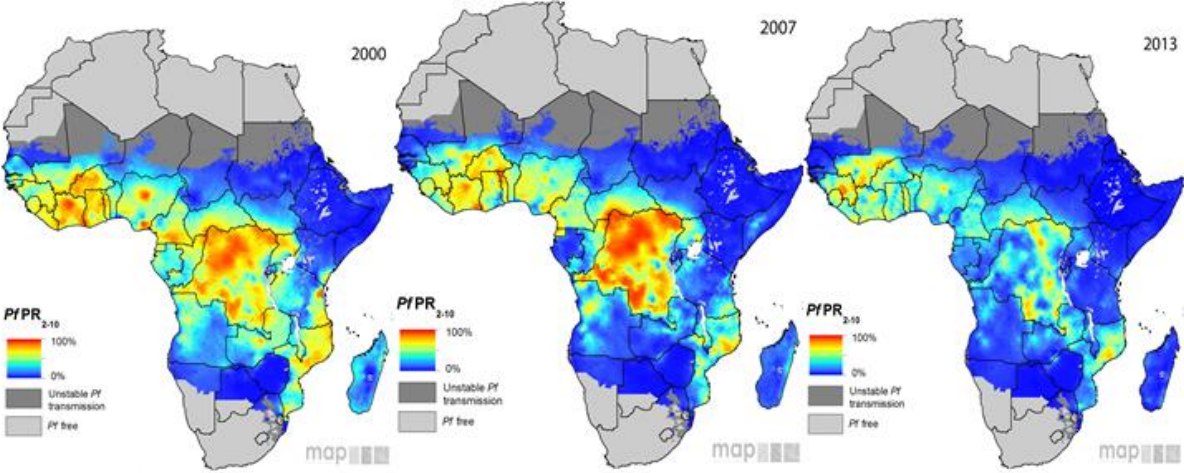 2000
PfPR2-10
100%
0%
Unstable Pf
transmission
Pf free
map
2007
PfPR2-10
100%
0%
Unstable Pf
transmission
Pf free
map
2013
PfPR2-10
100%
0%
Unstable Pf
transmission
Pf free
map